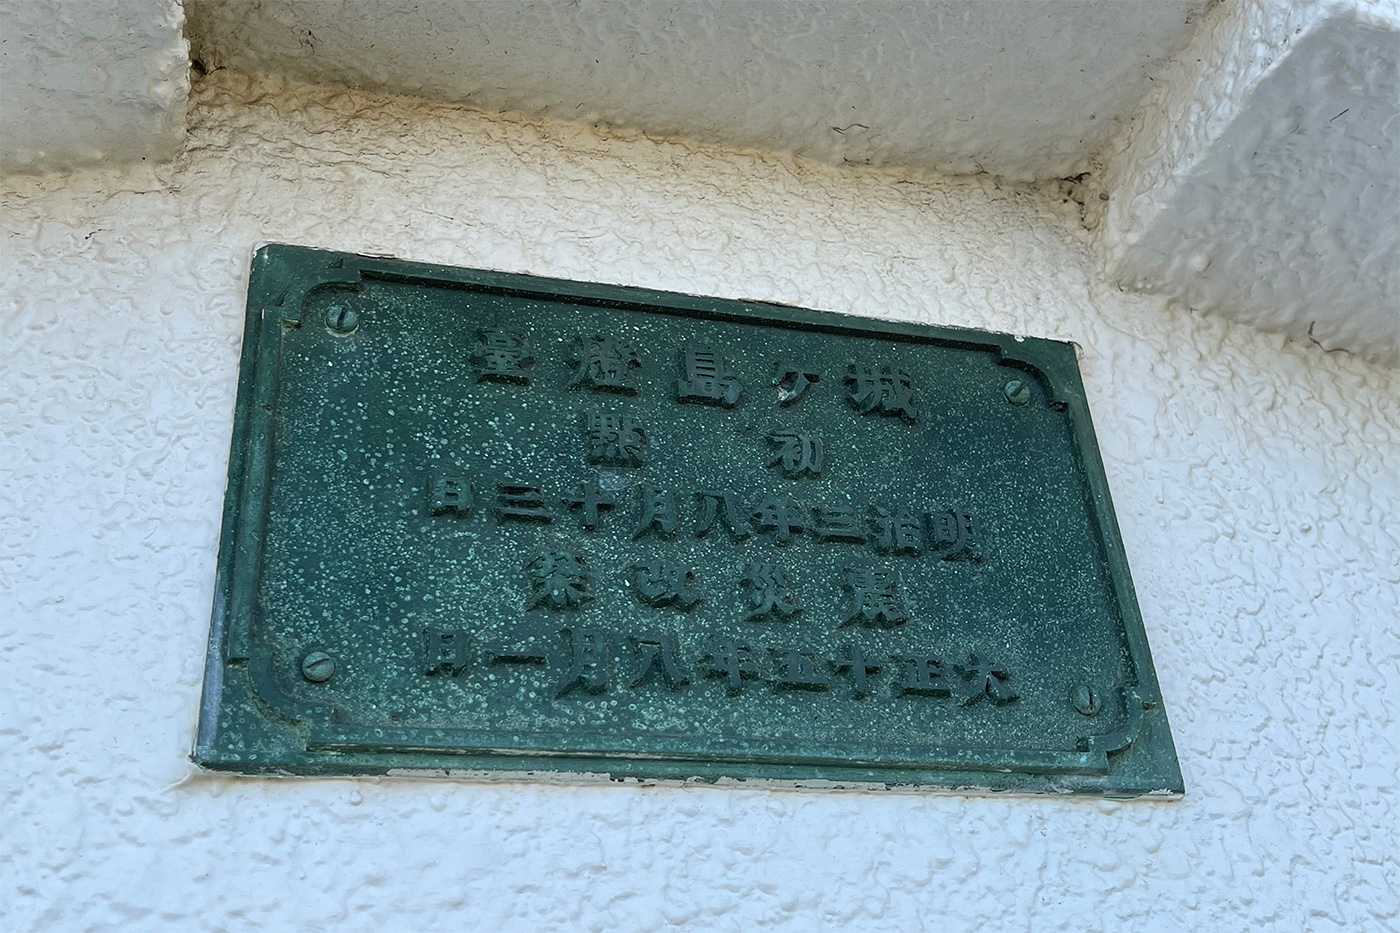 城ヶ島燈臺
初點
明治三年八月十三日
震災改築
大正十五年八月一日